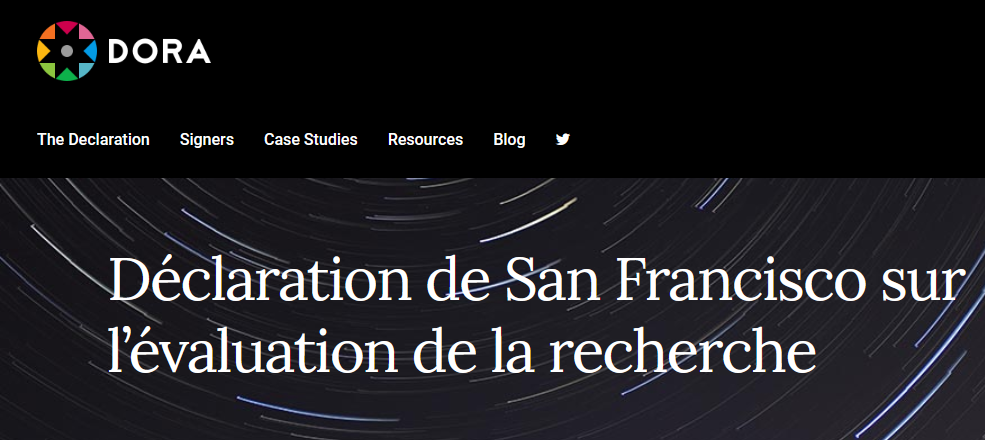 DORA
The Declaration Signers Case Studies Resources Blog
Déclaration de San Francisco sur
l’évaluation de la recherche